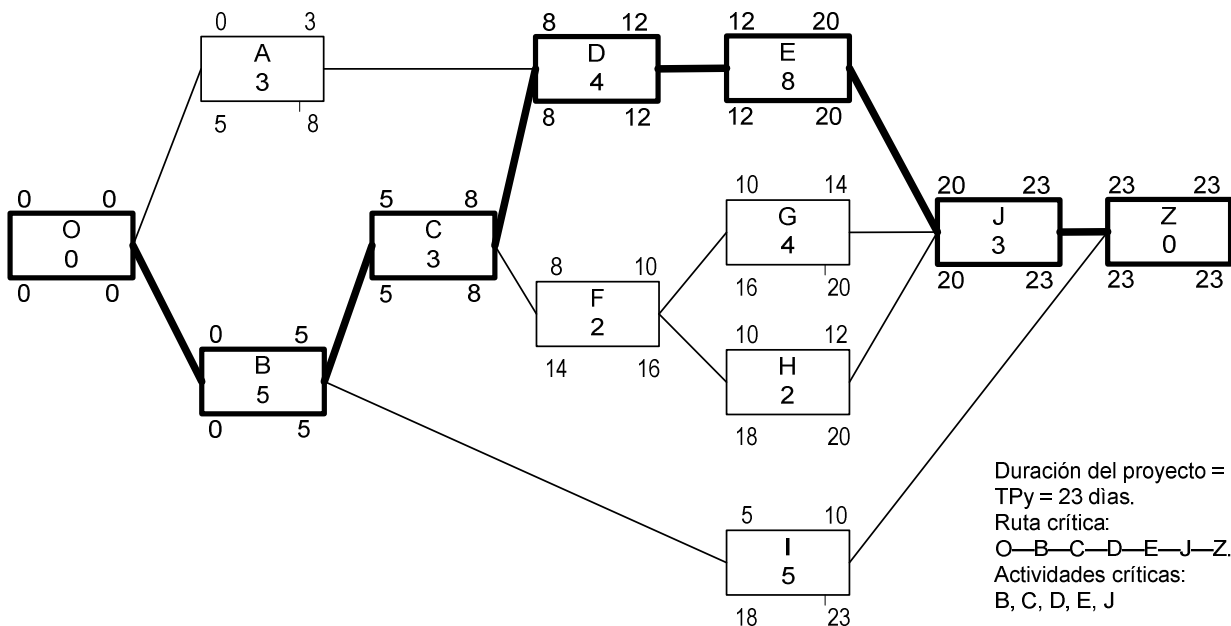 0 3
A
3
5 8
8 12
D
4
8 12
12 20
E
8
12 20
0 0
O
0
0 0
5 8
C
3
5 8
10 14
G
4
16 20
20 23
J
3
20 23
23 23
Z
0
23 23
8 10
F
2
14 16
0 5
B
5
0 5
10 12
H
2
18 20
5 10
I
5
18 23
Duración del proyecto =
TPy = 23 dìas.
Ruta crítica:
O—B—C—D—E—J—Z.
Actividades críticas:
B, C, D, E, J